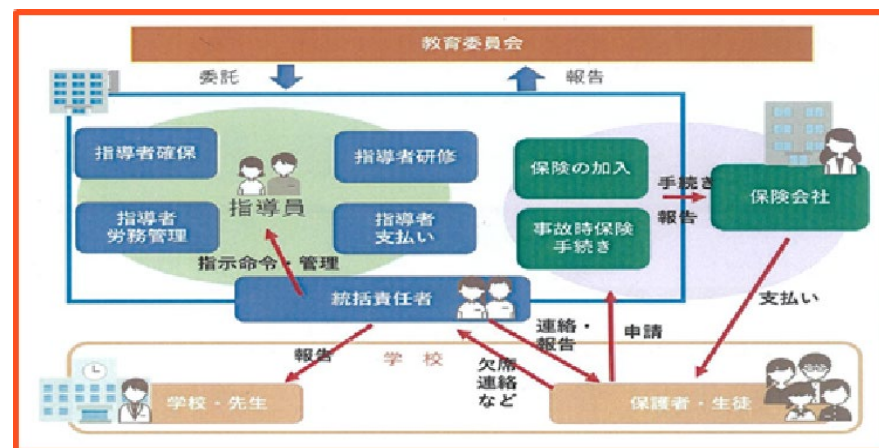 教育委員会
委託
報告
指導者確保
指導者研修
指導員
指導者
労務管理
指導者
支払い
指示命令・管理
統括責任者
保険の加入
事故時保険
手続き
手続き
報告
保険会社
支払い
報告
学校
連絡・
報告
申請
欠席
連絡
など
学校・先生
保護者・生徒